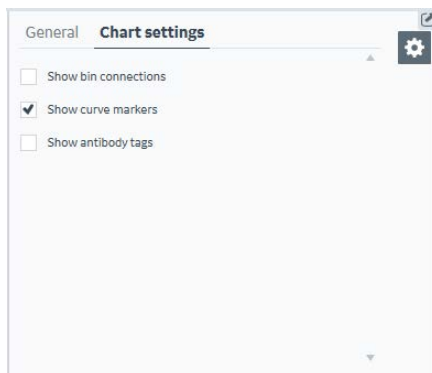 General Chart settings
Show bin connections
Show curve markers
Show antibody tags